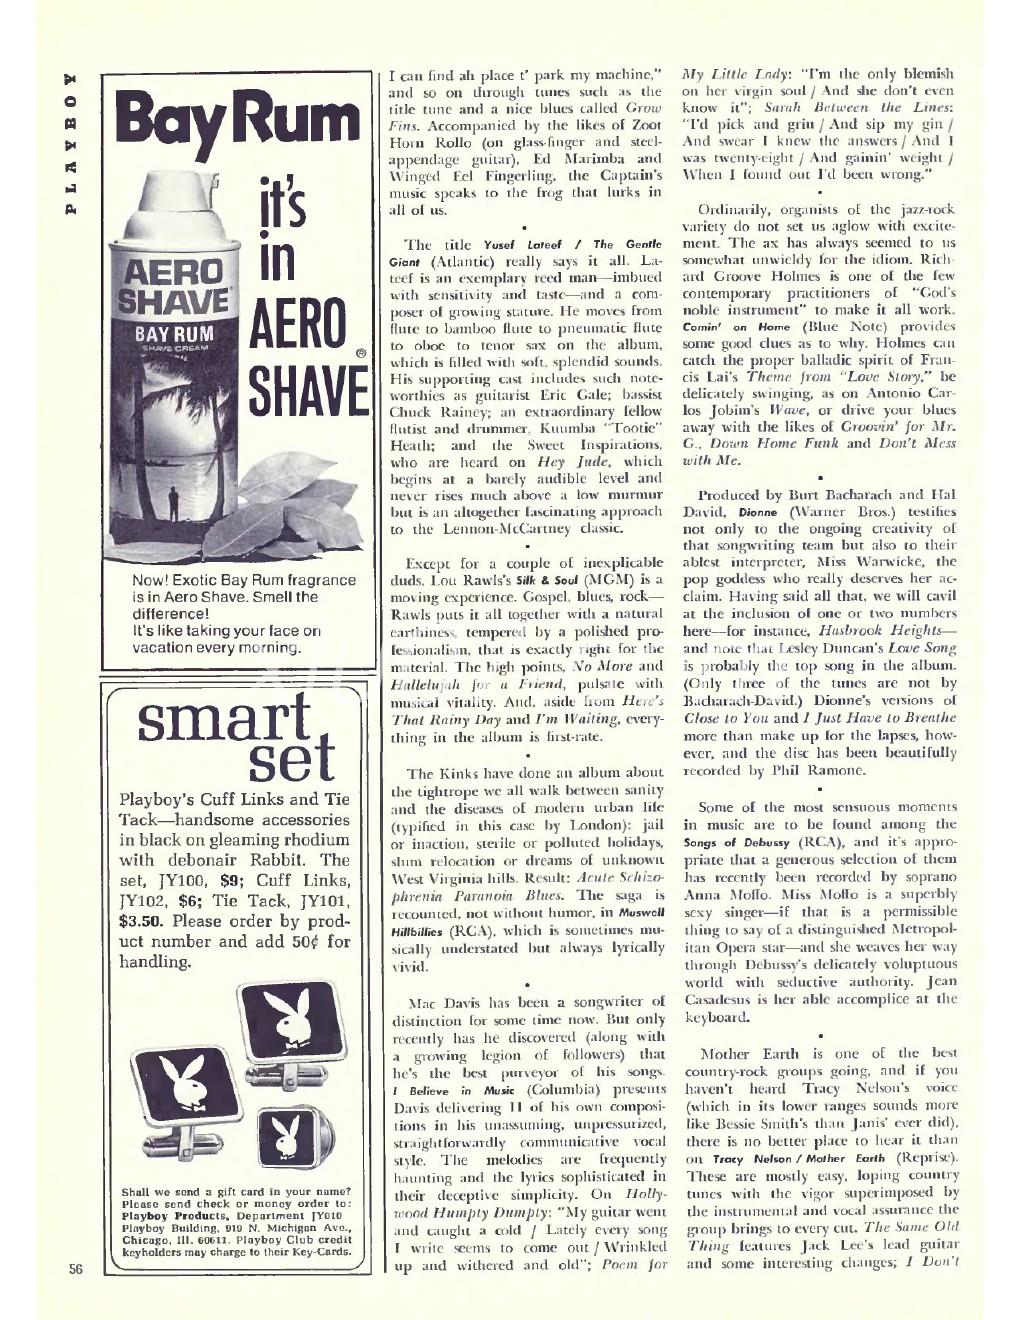 PLAYBOY
Bay Rum
it's
in
AERO
SHAVE®
AERO
SHAVE
BAY RUM
SHAVE CREAM
Now! Exotic Bay Rum fragrance
is in Aero Shave. Smell the
difference!
It's like taking your face on
vacation every morning.
smart
set
Playboy's Cuff Links and Tie
Tack—handsome accessories
in black on gleaming rhodium
with debonair Rabbit. The
set, JY100, $9; Cuff Links,
JY102, $6; Tie Tack, JY101,
$3.50. Please order by prod-
uct number and add 50¢ for
handling.
Shall we send a gift card in your name?
Please send check or money order to:
Playboy Products, Department JY010
Playboy Building, 919 N. Michigan Ave.,
Chicago, Ill. 60611. Playboy Club credit
keyholders may charge to their Key-Cards.
56
I can find ah place t' park my machine,"
and so on through tunes such as the
title tune and a nice blues called Grow
Fins. Accompanied by the likes of Zoot
Horn Rollo (on glass-finger and steel-
appendage guitar), Ed Marimba and
Winged Eel Fingerling, the Captain's
music speaks to the frog that lurks in
all of us.
•
The title Yusef Lateef / The Gentle
Giant (Atlantic) really says it all. La-
teef is an exemplary reed man—imbued
with sensitivity and taste—and a com-
poser of growing stature. He moves from
flute to bamboo flute to pneumatic flute
to oboe to tenor sax on the album,
which is filled with soft, splendid sounds.
His supporting cast includes such note-
worthies as guitarist Eric Gale; bassist
Chuck Rainey; an extraordinary fellow
flutist and drummer, Kuumba "Tootie"
Heath; and the Sweet Inspirations,
who are heard on Hey Jude, which
begins at a barely audible level and
never rises much above a low murmur
but is an altogether fascinating approach
to the Lennon-McCartney classic.
•
Except for a couple of inexplicable
duds, Lou Rawls's Silk & Soul (MGM) is a
moving experience. Gospel, blues, rock—
Rawls puts it all together with a natural
earthiness, tempered by a polished pro-
fessionalism, that is exactly right for the
material. The high points, No More and
Hallelujah for a Friend, pulsate with
musical vitality. And, aside from Here's
That Rainy Day and I'm Waiting, every-
thing in the album is first-rate.
•
The Kinks have done an album about
the tightrope we all walk between sanity
and the diseases of modern urban life
(typified in this case by London): jail
or inaction, sterile or polluted holidays,
slum relocation or dreams of unknown
West Virginia hills. Result: Acute Schizo-
phrenia Paranoia Blues. The saga is
recounted, not without humor, in Muswell
Hillbillies (RCA), which is sometimes mu-
sically understated but always lyrically
vivid.
•
Mac Davis has been a songwriter of
distinction for some time now. But only
recently has he discovered (along with
a growing legion of followers) that
he's the best purveyor of his songs.
I Believe in Music (Columbia) presents
Davis delivering 11 of his own composi-
tions in his unassuming, unpressurized,
straightforwardly communicative vocal
style. The melodies are frequently
haunting and the lyrics sophisticated in
their deceptive simplicity. On Holly-
wood Humpty Dumpty: "My guitar went
and caught a cold / Lately every song
I write seems to come out / Wrinkled
up and withered and old"; Poem for
My Little Lady: "I'm the only blemish
on her virgin soul / And she don't even
know it"; Sarah Between the Lines:
"I'd pick and grin / And sip my gin /
And swear I knew the answers / And I
was twenty-eight / And gainin' weight /
When I found out I'd been wrong."
•
Ordinarily, organists of the jazz-rock
variety do not set us aglow with excite-
ment. The ax has always seemed to us
somewhat unwieldy for the idiom. Rich-
ard Groove Holmes is one of the few
contemporary practitioners of "God's
noble instrument" to make it all work.
Comin' on Home (Blue Note) provides
some good clues as to why. Holmes can
catch the proper balladic spirit of Fran-
cis Lai's Theme from "Love Story," be
delicately swinging, as on Antonio Car-
los Jobim's Wave, or drive your blues
away with the likes of Groovin' for Mr.
G., Down Home Funk and Don't Mess
with Me.
•
Produced by Burt Bacharach and Hal
David, Dionne (Warner Bros.) testifies
not only to the ongoing creativity of
that songwriting team but also to their
ablest interpreter, Miss Warwicke, the
pop goddess who really deserves her ac-
claim. Having said all that, we will cavil
at the inclusion of one or two numbers
here—for instance, Hasbrook Heights—
and note that Lesley Duncan's Love Song
is probably the top song in the album.
(Only three of the tunes are not by
Bacharach-David.) Dionne's versions of
Close to You and I Just Have to Breathe
more than make up for the lapses, how-
ever, and the disc has been beautifully
recorded by Phil Ramone.
•
Some of the most sensuous moments
in music are to be found among the
Songs of Debussy (RCA), and it's appro-
priate that a generous selection of them
has recently been recorded by soprano
Anna Moffo. Miss Moffo is a superbly
sexy singer—if that is a permissible
thing to say of a distinguished Metropol-
itan Opera star—and she weaves her way
through Debussy's delicately voluptuous
world with seductive authority. Jean
Casadesus is her able accomplice at the
keyboard.
•
Mother Earth is one of the best
country-rock groups going, and if you
haven't heard Tracy Nelson's voice
(which in its lower ranges sounds more
like Bessie Smith's than Janis' ever did),
there is no better place to hear it than
on Tracy Nelson / Mother Earth (Reprise).
These are mostly easy, loping country
tunes with the vigor superimposed by
the instrumental and vocal assurance the
group brings to every cut. The Same Old
Thing features Jack Lee's lead guitar
and some interesting changes; I Don't